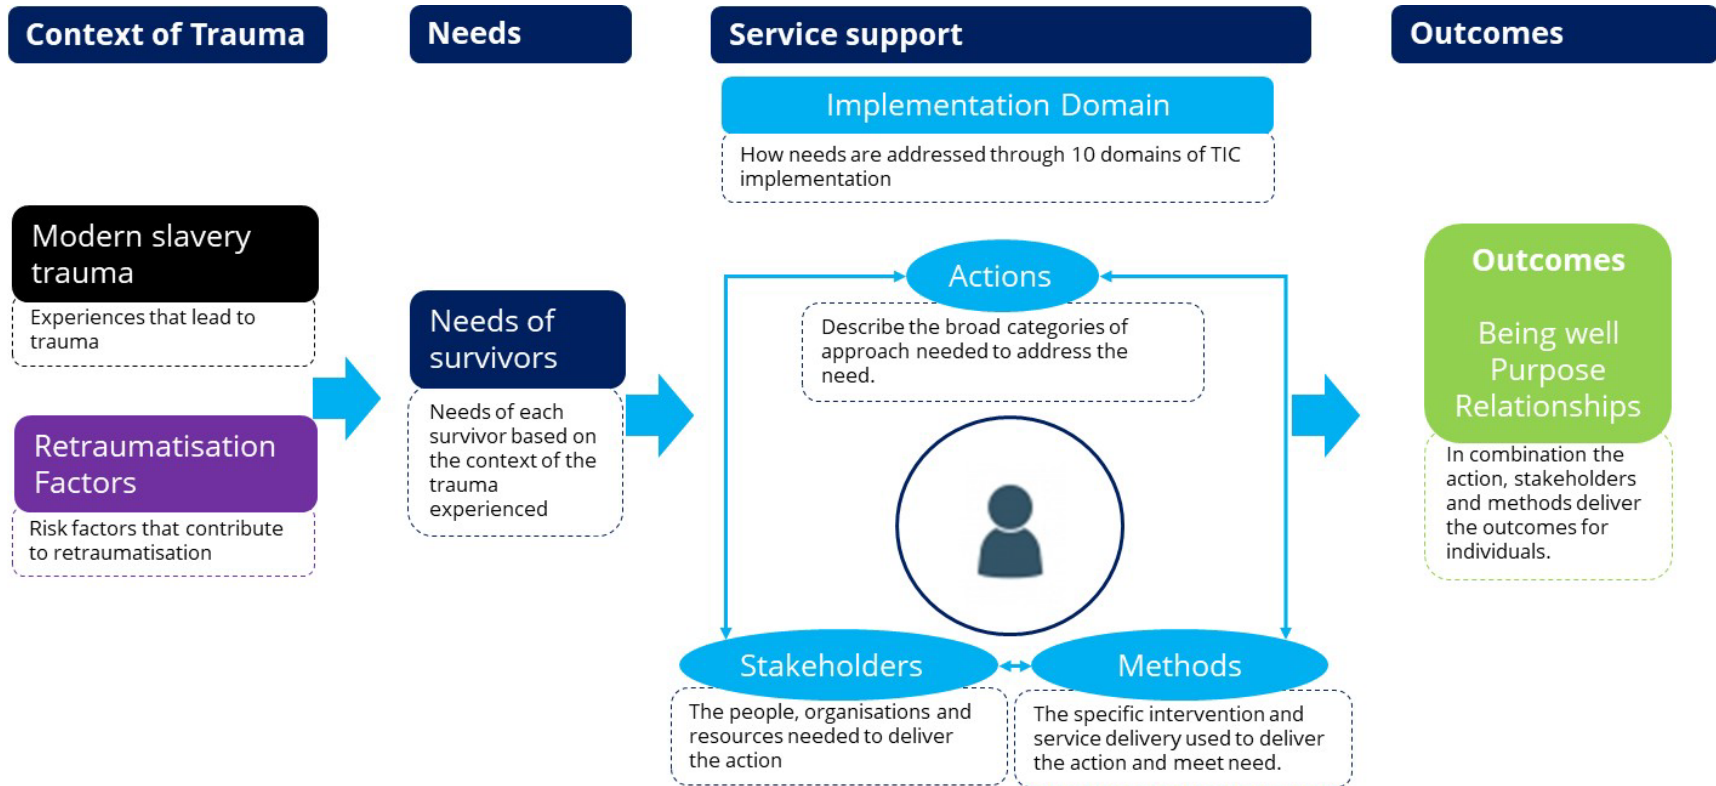 Context of Trauma
Needs
Service support
Outcomes
Implementation Domain
How needs are addressed through 10 domains of TIC
implementation
Modern slavery
trauma
Experiences that lead to
trauma
Retraumatisation
Factors
Risk factors that contribute
to retraumatisation
Needs of
survivors
Needs of each
survivor based on
the context of the
trauma
experienced
Actions
Describe the broad categories of
approach needed to address the
need.
Stakeholders
The people, organisations and
resources needed to deliver
the action
Methods
The specific intervention and
service delivery used to deliver
the action and meet need.
Outcomes
Being well
Purpose
Relationships
In combination the
action, stakeholders
and methods deliver
the outcomes for
individuals.